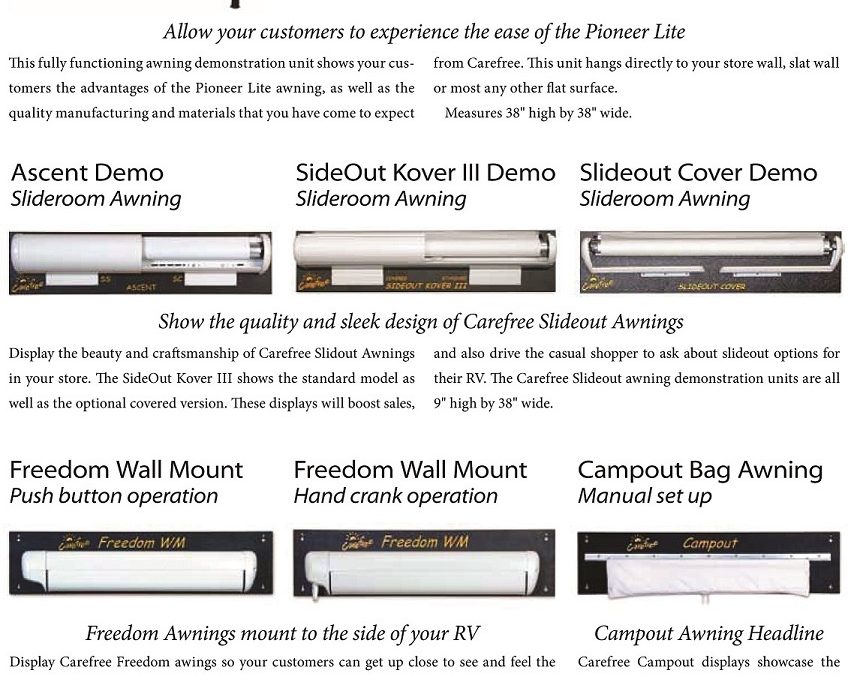 Allow your customers to experience the ease of the Pioneer Lite
This fully functioning awning demonstration unit shows your cus-
tomers the advantages of the Pioneer Lite awning, as well as the
quality manufacturing and materials that you have come to expect
from Carefree. This unit hangs directly to your store wall, slat wall
or most any other flat surface.
Measures 38" high by 38" wide.
Ascent Demo
Slideroom Awning
SideOut Kover III Demo
Slideroom Awning
Slideout Cover Demo
Slideroom Awning
Carefree
SS
ASCENT
SC
Carefree
COVERED
STANDARD
SIDEOUT KOVER III
Carefree
SLIDEOUT COVER
Show the quality and sleek design of Carefree Slideout Awnings
Display the beauty and craftsmanship of Carefree Slidout Awnings
in your store. The SideOut Kover III shows the standard model as
well as the optional covered version. These displays will boost sales,
and also drive the casual shopper to ask about slideout options for
their RV. The Carefree Slideout awning demonstration units are all
9" high by 38" wide.
Freedom Wall Mount
Push button operation
Freedom Wall Mount
Hand crank operation
Campout Bag Awning
Manual set up
Carefree Freedom WM
Carefree Freedom WM
Carefree Campout
Freedom Awnings mount to the side of your RV
Display Carefree Freedom awings so your customers can get up close to see and feel the
Campout Awning Headline
Carefree Campout displays showcase the